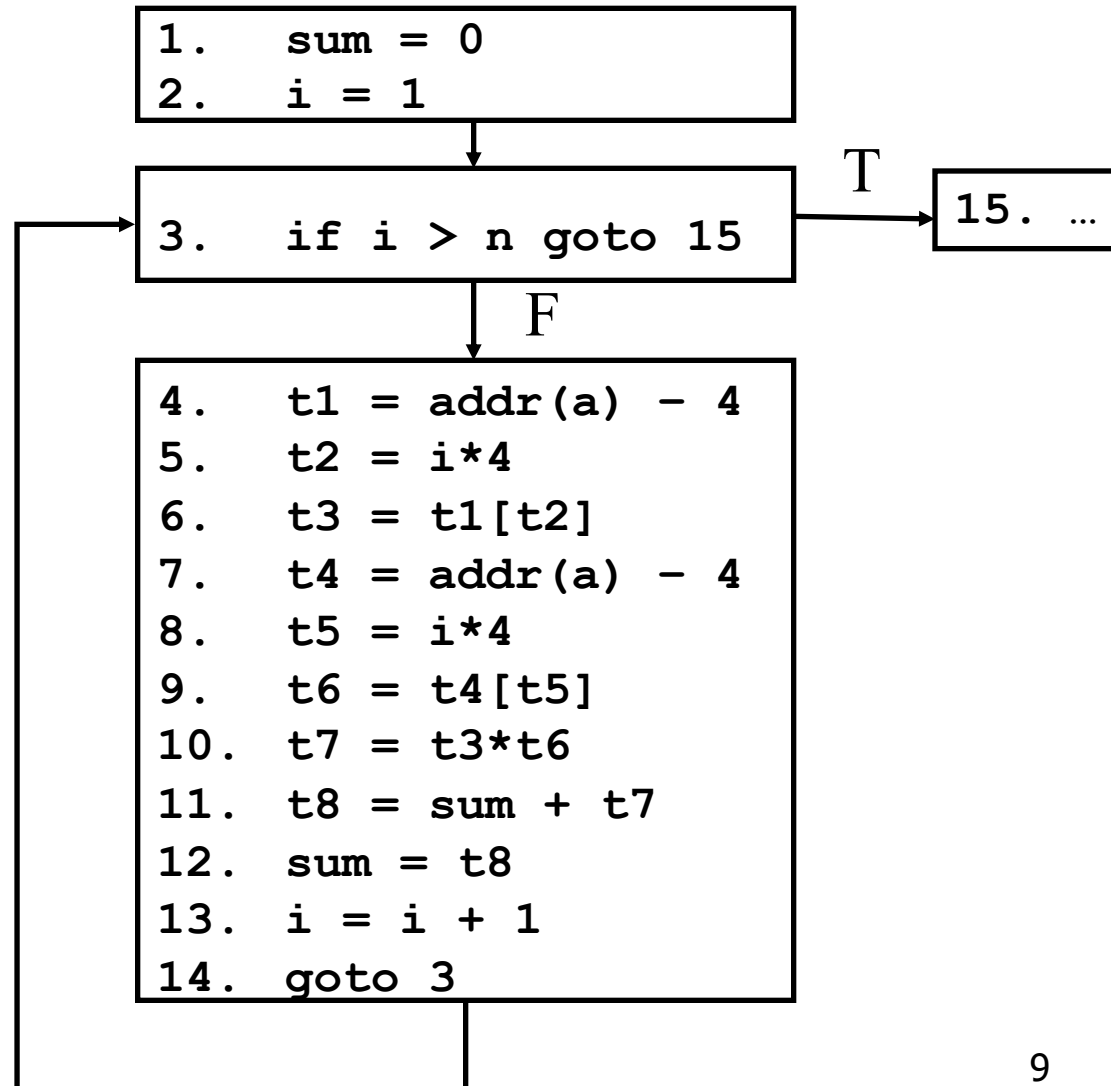 1. sum = 0
2. i = 1
T
3. if i > n goto 15
15. …
F
4. t1 = addr(a) – 4
5. t2 = i*4
6. t3 = t1[t2]
7. t4 = addr(a) – 4
8. t5 = i*4
9. t6 = t4[t5]
10. t7 = t3*t6
11. t8 = sum + t7
12. sum = t8
13. i = i + 1
14. goto 3
9